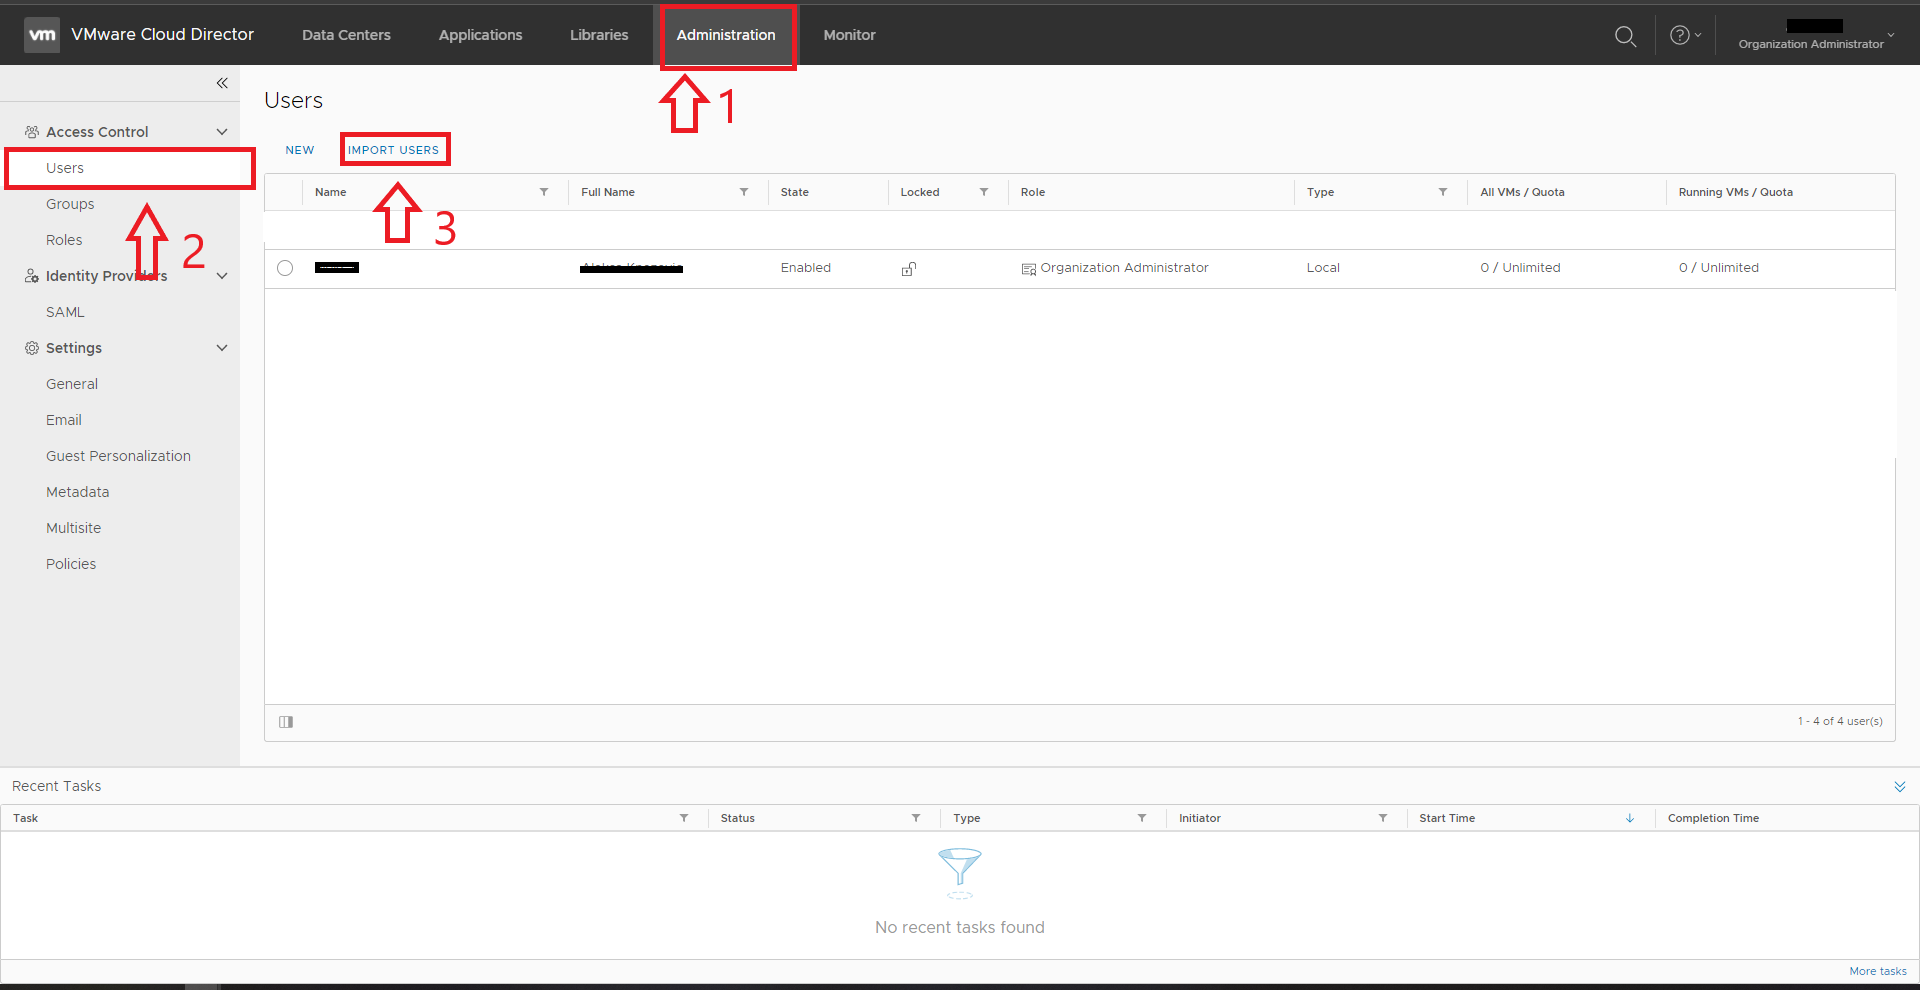 vm VMware Cloud Director Data Centers Applications Libraries Administration Monitor ?
Organization Administrator
1
Users
NEW IMPORT USERS
Access Control
Users
Groups
Roles
Identity Providers
SAML
Settings
General
Email
Guest Personalization
Metadata
Multisite
Policies
2
3
Name Full Name State Locked Role Type All VMs / Quota Running VMs / Quota
Enabled Organization Administrator Local 0 / Unlimited 0 / Unlimited
1 - 4 of 4 user(s)
Recent Tasks
Task Status Type Initiator Start Time Completion Time
No recent tasks found
More tasks